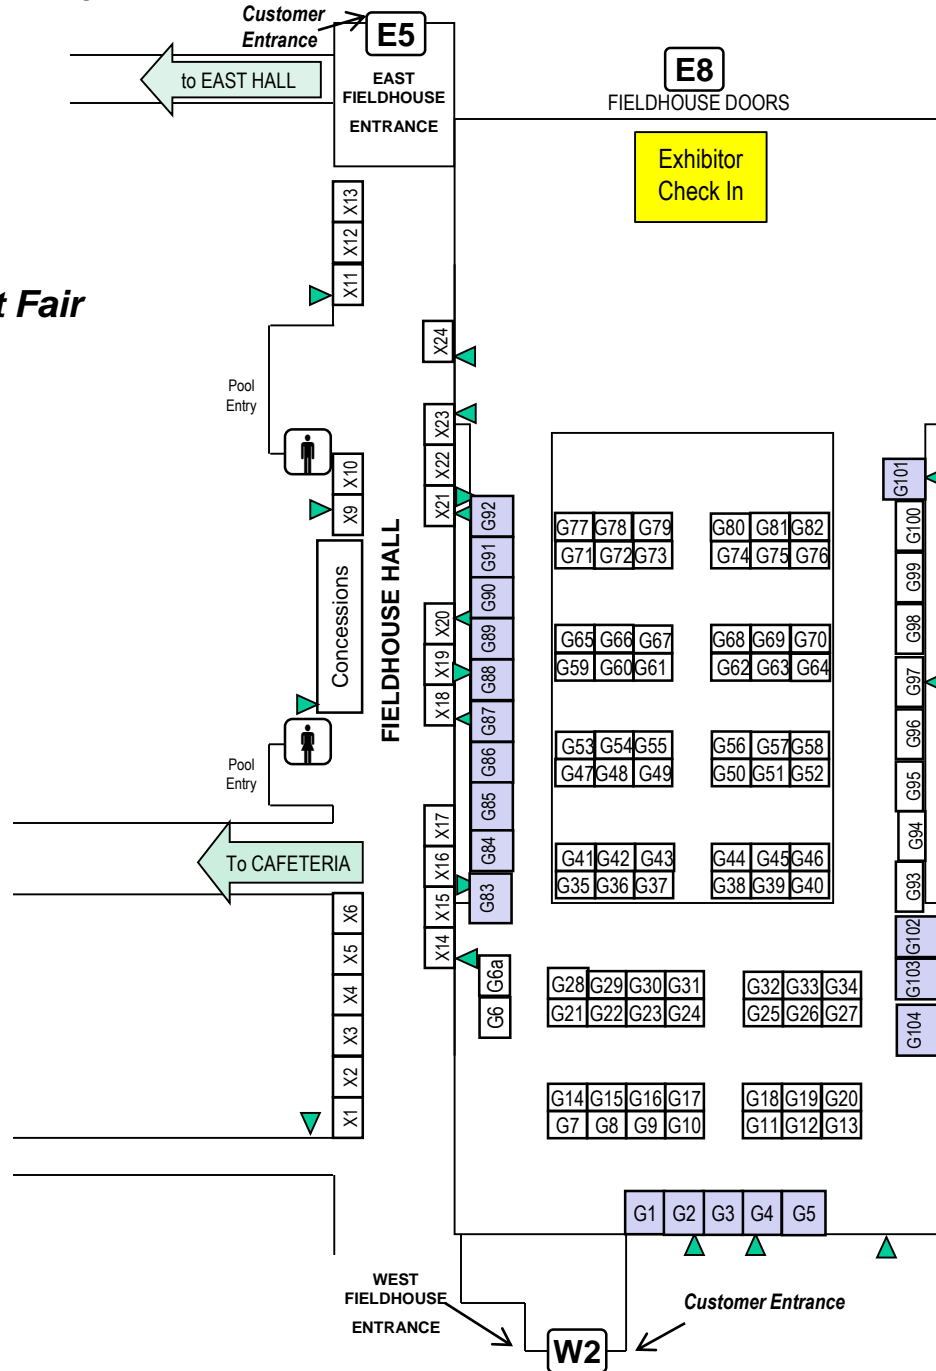 Customer
Entrance
E5
to EAST HALL
EAST
FIELDHOUSE
ENTRANCE
E8
FIELDHOUSE DOORS
Exhibitor
Check In
X13
X12
X11
t Fair
X24
Pool
Entry
X23
X22
X21
X10
X9
G101
G100
G99
G98
G97
G96
G95
G94
G93
G102
G103
G104
G92
G91
G90
G89
G88
G87
G86
G85
G84
G83
FIELDHOUSE HALL
Concessions
X20
X19
X18
G77 G78 G79 G80 G81 G82
G71 G72 G73 G74 G75 G76
G65 G66 G67 G68 G69 G70
G59 G60 G61 G62 G63 G64
G53 G54 G55 G56 G57 G58
G47 G48 G49 G50 G51 G52
G41 G42 G43 G44 G45 G46
G35 G36 G37 G38 G39 G40
Pool
Entry
X17
X16
X15
X14
To CAFETERIA
X6
X5
X4
X3
X2
X1
G6a
G6
G28 G29 G30 G31 G32 G33 G34
G21 G22 G23 G24 G25 G26 G27
G14 G15 G16 G17 G18 G19 G20
G7 G8 G9 G10 G11 G12 G13
G1 G2 G3 G4 G5
WEST
FIELDHOUSE
ENTRANCE
W2
Customer Entrance